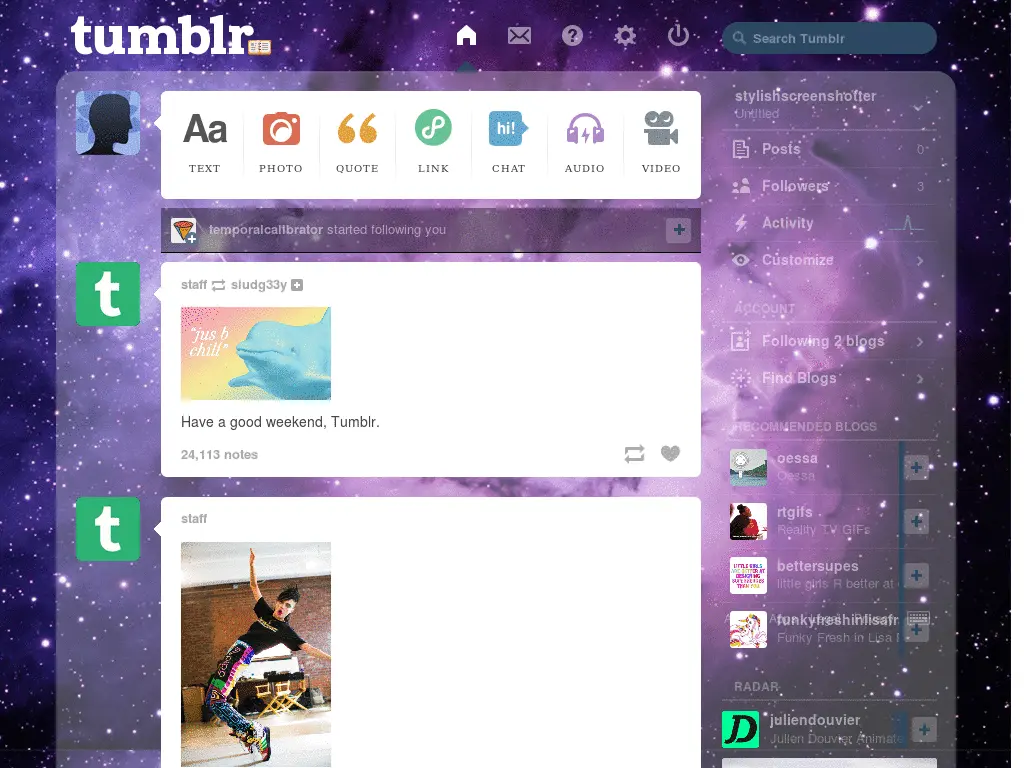 tumblr.
Search Tumblr
stylishscreenshotter
Untitled
Aa
hi!
TEXT PHOTO QUOTE LINK CHAT AUDIO VIDEO
Posts 0
Followers 3
Activity
Customize
temporalcalibrator started following you
ACCOUNT
Following 2 blogs
Find Blogs
RECOMMENDED BLOGS
oessa
Oessa
rtgifs
Reality TV GIFs
bettersupes
little girls R better at
Funky Fresh in Lisa
RADAR
juliendouvier
Julien Douvier Animate
t
staff siudg33y
"jus b
chill"
Have a good weekend, Tumblr.
24,113 notes
t
staff